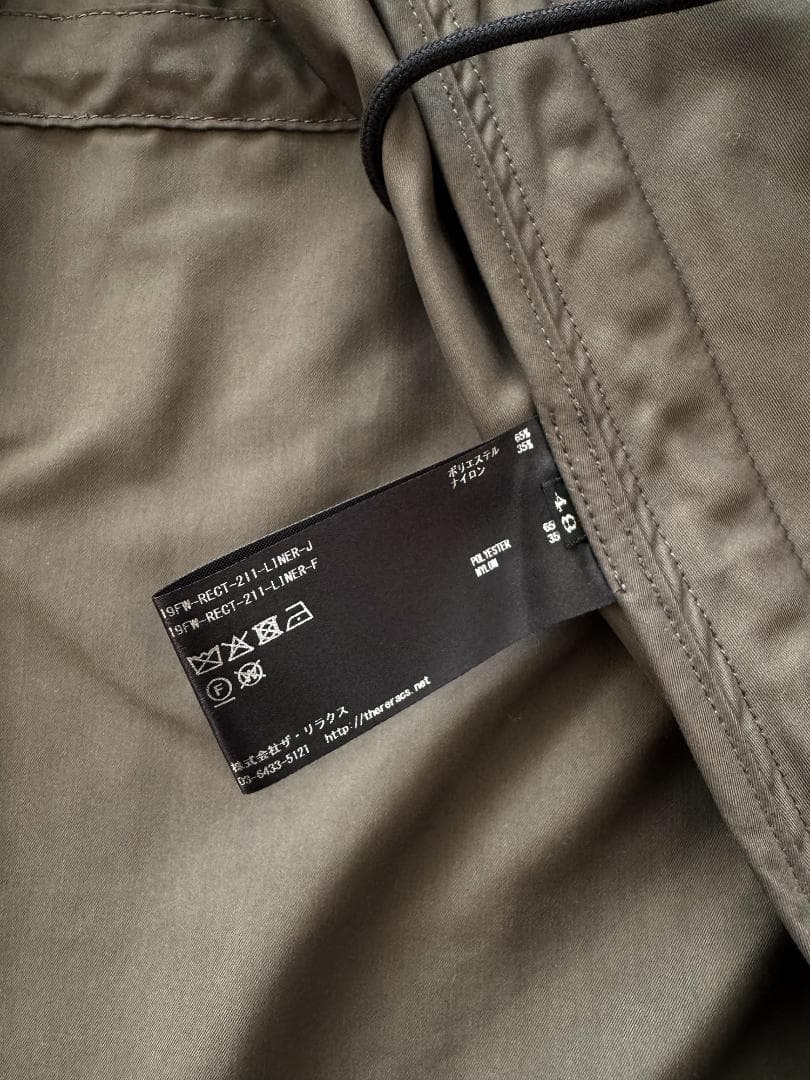 ポリエステル 65%
ナイロン 35%
POLYESTER 65
NYLON 35
19FW-RECT-211-LINER-J
19FW-RECT-211-LINER-F
F W
株式会社ザ・リラクス
03-6433-5121 http://thereracs.net